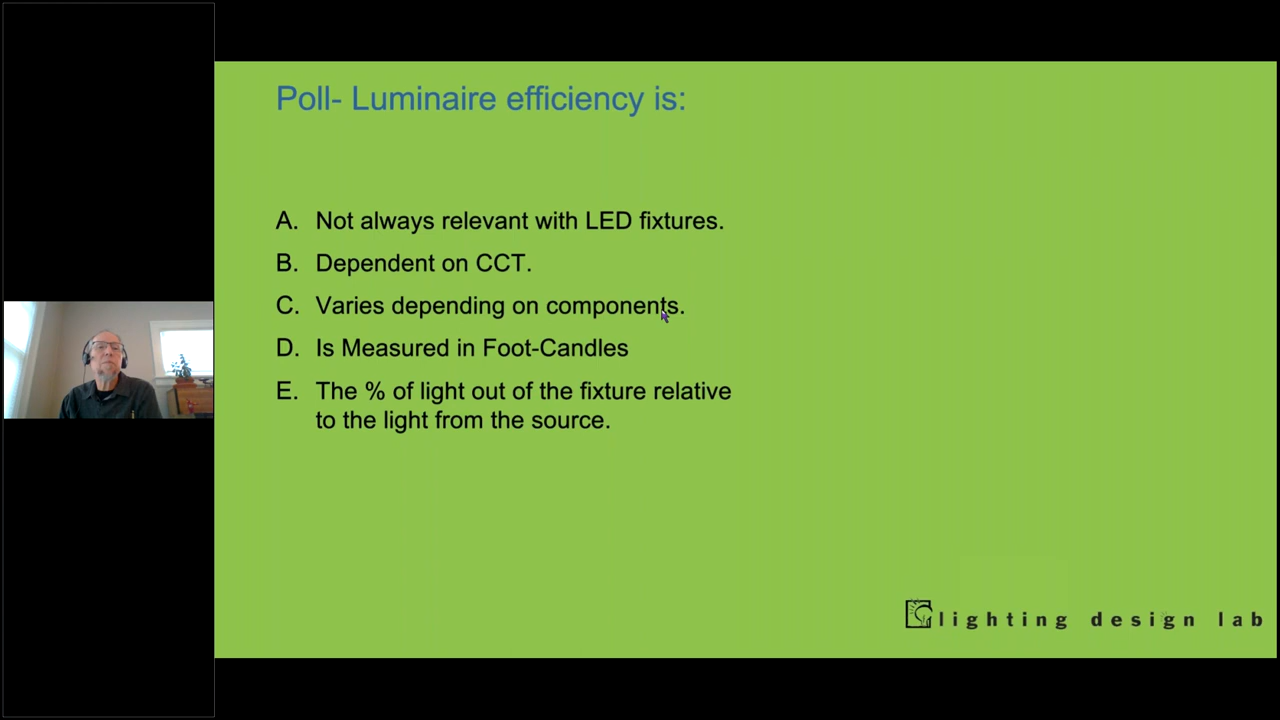 Poll- Luminaire efficiency is:
A. Not always relevant with LED fixtures.
B. Dependent on CCT.
C. Varies depending on components.
D. Is Measured in Foot-Candles
E. The % of light out of the fixture relative
to the light from the source.
lighting design lab